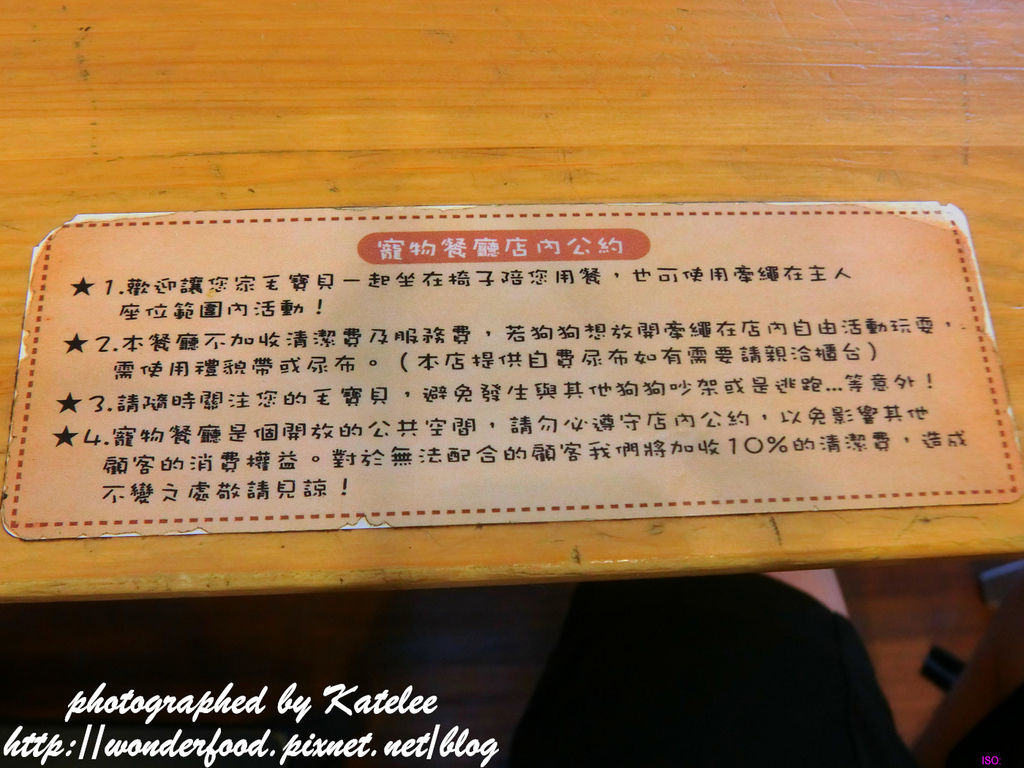 寵物餐廳店內公約
★1.歡迎讓您家毛寶貝一起坐在椅子陪您用餐，也可使用牽繩在主人
座位範圍內活動！
★2.本餐廳不加收清潔費及服務費，若狗狗想放開牽繩在店內自由活動玩耍，
需使用禮貌帶或尿布。（本店提供自費尿布如有需要請親洽櫃台）
★3.請隨時關注您的毛寶貝，避免發生與其他狗狗吵架或是逃跑...等意外！
★4.寵物餐廳是個開放的公共空間，請勿必遵守店內公約，以免影響其他
顧客的消費權益。對於無法配合的顧客我們將加收10%的清潔費，造成
不變之處敬請見諒！
photographed by Katelee
http://wonderfood.pixnet.net/blog
ISO: